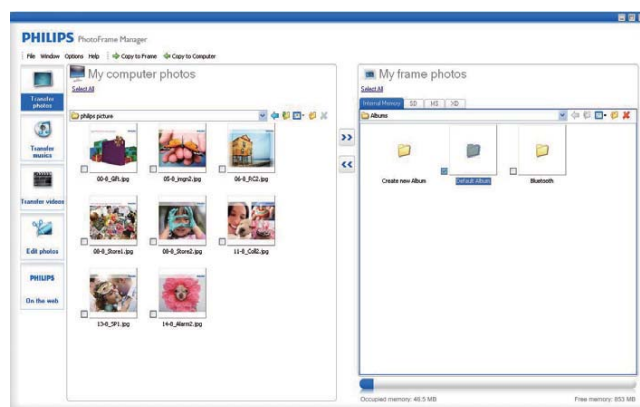 PHILIPS PhotoFrame Manager
File Window Options Help Copy to Frame Copy to Computer
Transfer photos
Transfer musics
Transfer videos
Edit photos
PHILIPS
On the web
My computer photos
Select All
philips picture
00-0_Gift.jpg 05-0_jmgn2.jpg 06-0_FC2.jpg
08-0_Store1.jpg 08-0_Store2.jpg 11-0_Coll2.jpg
13-0_SP1.jpg 14-0_Alarm2.jpg
My frame photos
Select All
Internal Memory SD MS XD
Albums
Create new Album Default Album Bluetooth
Occupied memory: 48.5 MB Free memory: 853 MB